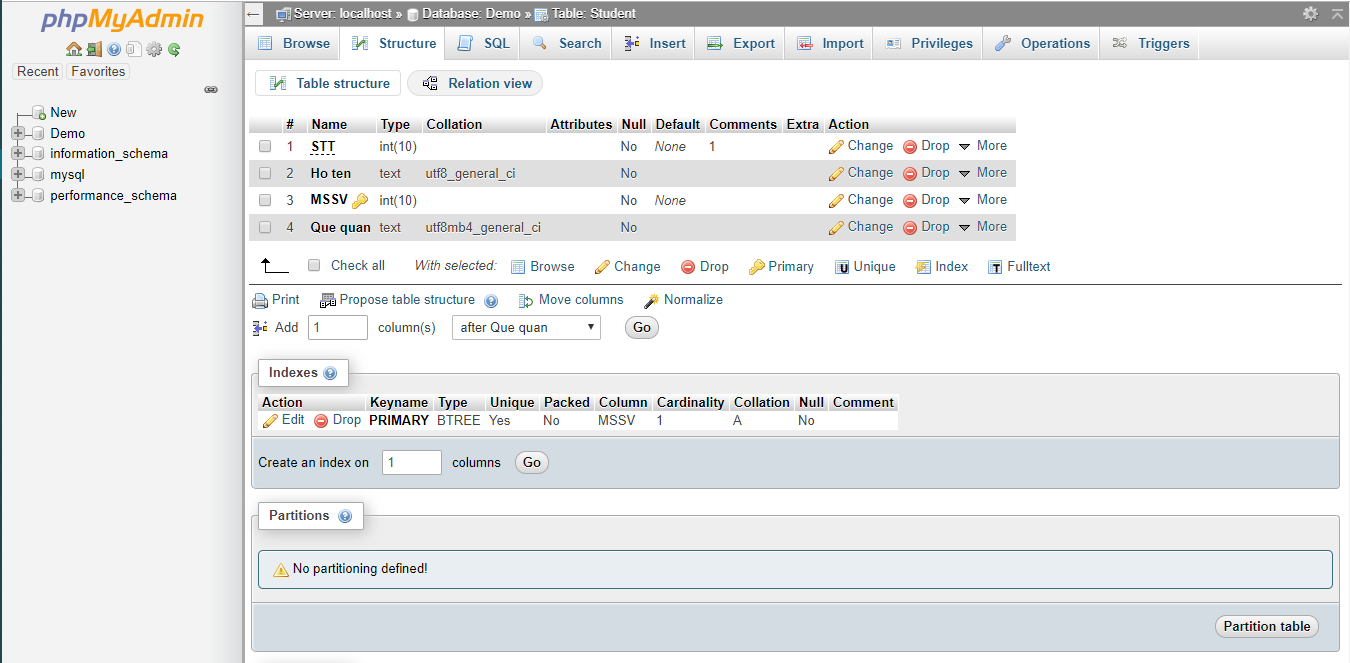 phpMyAdmin
Recent Favorites
New
Demo
information_schema
mysql
performance_schema
Server: localhost » Database: Demo » Table: Student
Browse Structure SQL Search Insert Export Import Privileges Operations Triggers
Table structure Relation view
# Name Type Collation Attributes Null Default Comments Extra Action
1 STT int(10) No None 1 Change Drop More
2 Ho ten text utf8_general_ci No Change Drop More
3 MSSV int(10) No None Change Drop More
4 Que quan text utf8mb4_general_ci No Change Drop More
Check all With selected: Browse Change Drop Primary Unique Index Fulltext
Print Propose table structure Move columns Normalize
Add 1 column(s) after Que quan Go
Indexes
Action Keyname Type Unique Packed Column Cardinality Collation Null Comment
Edit Drop PRIMARY BTREE Yes No MSSV 1 A No
Create an index on 1 columns Go
Partitions
No partitioning defined!
Partition table